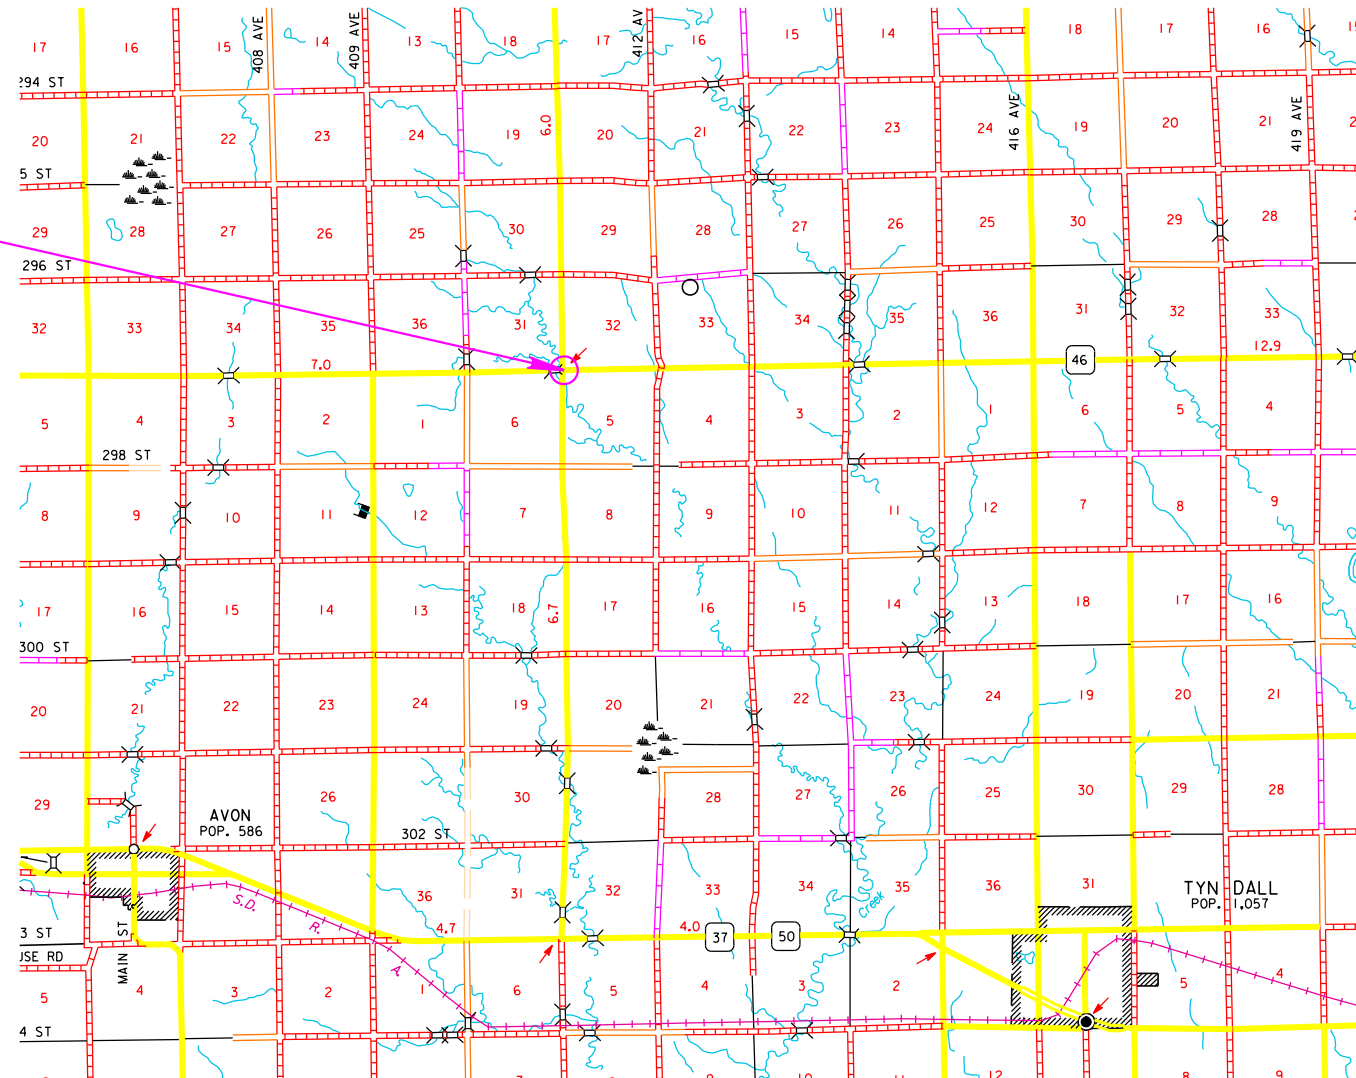 408 AVE
409 AVE
412 AV
17 16 15 14 13 18 17 16 15 14 18 17 16
294 ST
416 AVE
419 AVE
20 21 22 23 24 19 6.0 20 21 22 23 24 19 20 21 2
5 ST
29 28 27 26 25 30 29 28 27 26 25 30 29 28
296 ST
32 33 34 35 36 31 32 33 34 35 36 31 32 33
7.0 46 12.9
5 4 3 2 1 6 5 4 3 2 1 6 5 4
298 ST
8 9 10 11 12 7 8 9 10 11 12 7 8 9
17 16 15 14 13 18 6.7 17 16 15 14 13 18 17 16
300 ST
20 21 22 23 24 19 20 21 22 23 24 19 20 21
29 26 30 28 27 26 25 30 29 28
AVON
POP. 586
302 ST
36 31 32 33 34 35 36 31
TYNDALL
POP. 1,057
S.D. R. A.
4.7 4.0 37 50 Creek
3 ST
USE RD
MAIN ST
5 4 3 2 1 6 5 4 3 2 5 4
4 ST
12 8 9